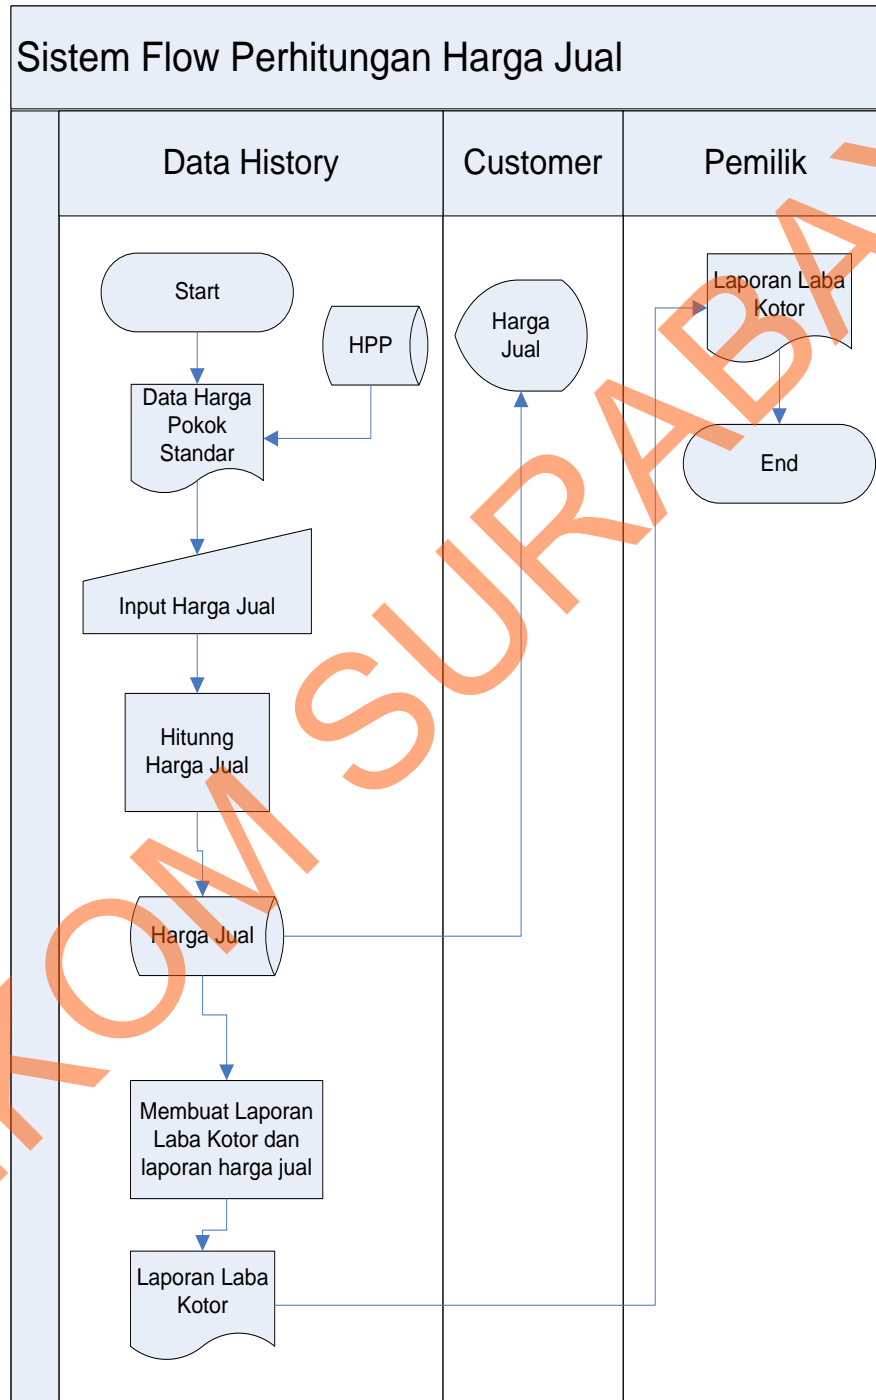 Sistem Flow Perhitungan Harga Jual
Data History
Customer
Pemilik
Start
HPP
Harga
Jual
Laporan Laba
Kotor
Data Harga
Pokok
Standar
End
Input Harga Jual
Hitunng
Harga Jual
Harga Jual
Membuat Laporan
Laba Kotor dan
laporan harga jual
Laporan Laba
Kotor
KOM SURABAY